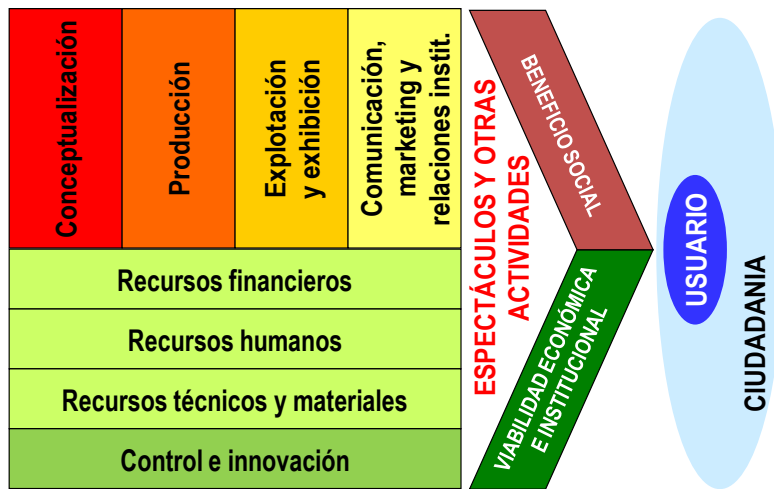 Conceptualización
Producción
Explotación
y exhibición
Comunicación,
marketing y
relaciones instit.
Recursos financieros
Recursos humanos
Recursos técnicos y materiales
Control e innovación
ESPECTÁCULOS Y OTRAS
ACTIVIDADES
BENEFICIO SOCIAL
VIABILIDAD ECONÓMICA
E INSTITUCIONAL
USUARIO
CIUDADANIA